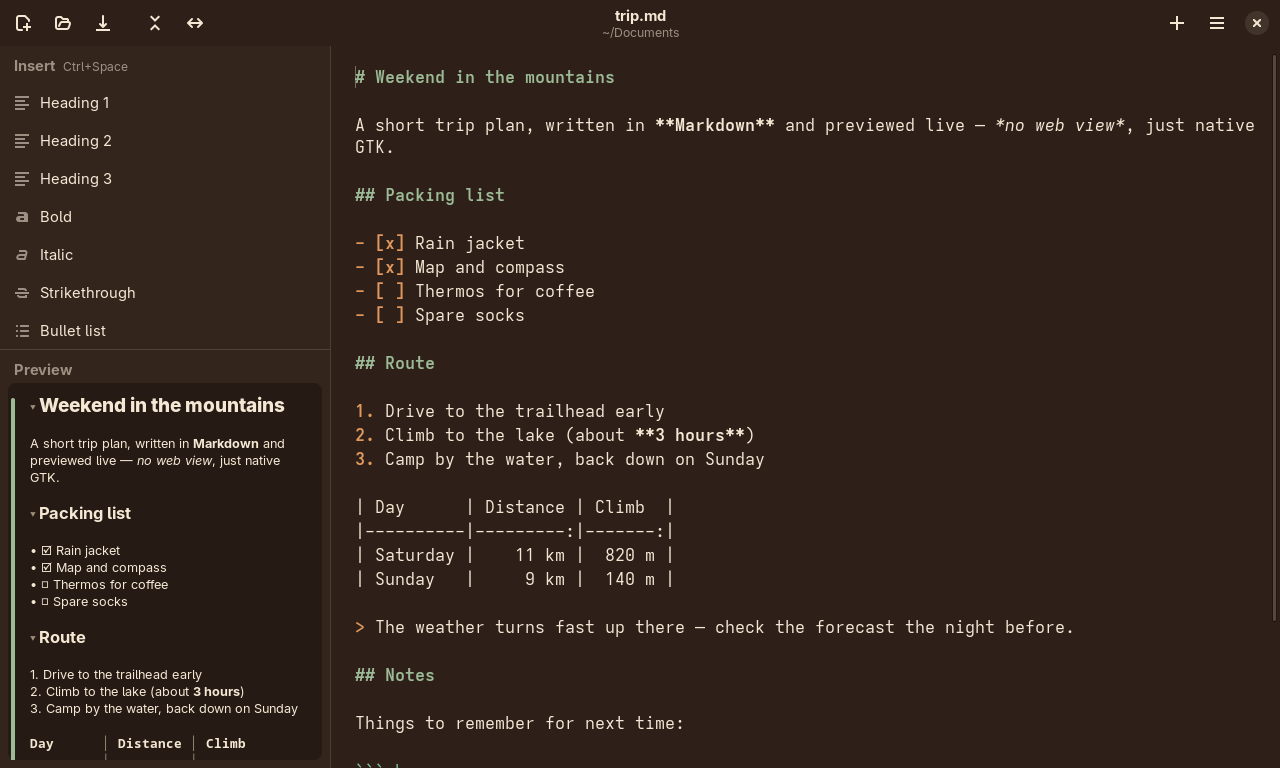 trip.md
~/Documents
Insert Ctrl+Space
Heading 1
Heading 2
Heading 3
Bold
Italic
Strikethrough
Bullet list
Preview
Weekend in the mountains
A short trip plan, written in Markdown and
previewed live — no web view, just native
GTK.
Packing list
• ☑ Rain jacket
• ☑ Map and compass
• ☐ Thermos for coffee
• ☐ Spare socks
Route
1. Drive to the trailhead early
2. Climb to the lake (about 3 hours)
3. Camp by the water, back down on Sunday
Day │ Distance │ Climb
# Weekend in the mountains
A short trip plan, written in **Markdown** and previewed live — *no web view*, just native
GTK.
## Packing list
- [x] Rain jacket
- [x] Map and compass
- [ ] Thermos for coffee
- [ ] Spare socks
## Route
1. Drive to the trailhead early
2. Climb to the lake (about **3 hours**)
3. Camp by the water, back down on Sunday
| Day      | Distance | Climb  |
|----------|---------:|-------:|
| Saturday |    11 km |  820 m |
| Sunday   |     9 km |  140 m |
> The weather turns fast up there — check the forecast the night before.
## Notes
Things to remember for next time: